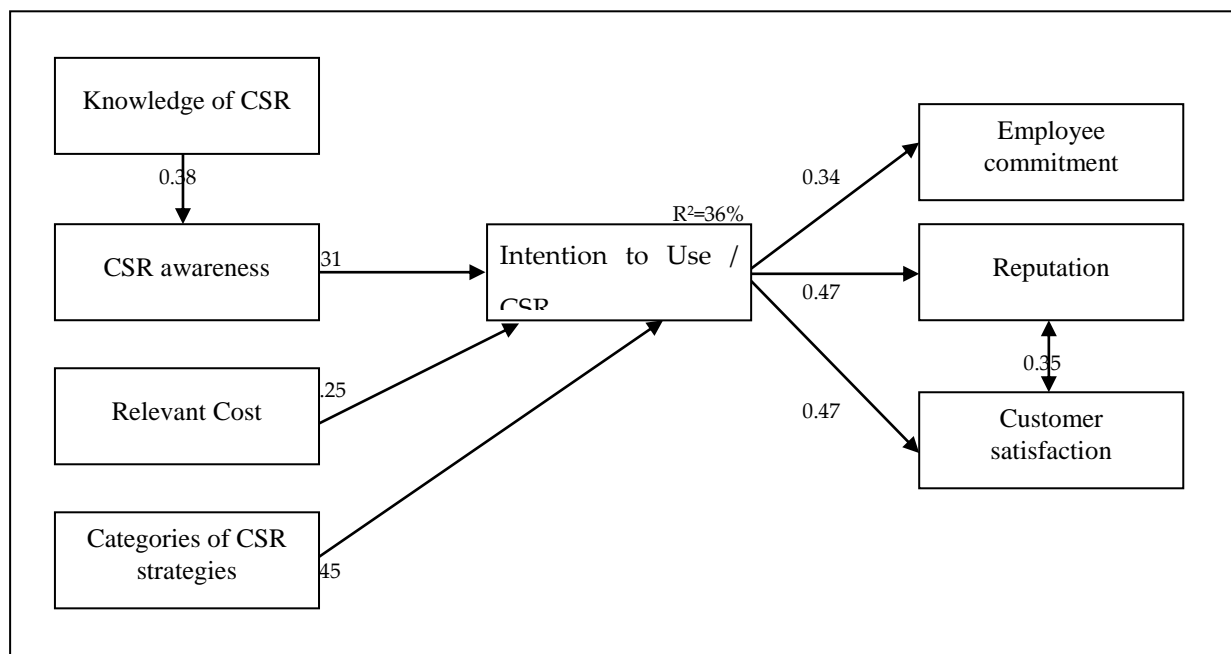 Knowledge of CSR
0.38
CSR awareness
31
Relevant Cost
.25
Categories of CSR
strategies
45
R²=36%
Intention to Use /
CSR
0.34
0.47
0.47
Employee
commitment
Reputation
0.35
Customer
satisfaction